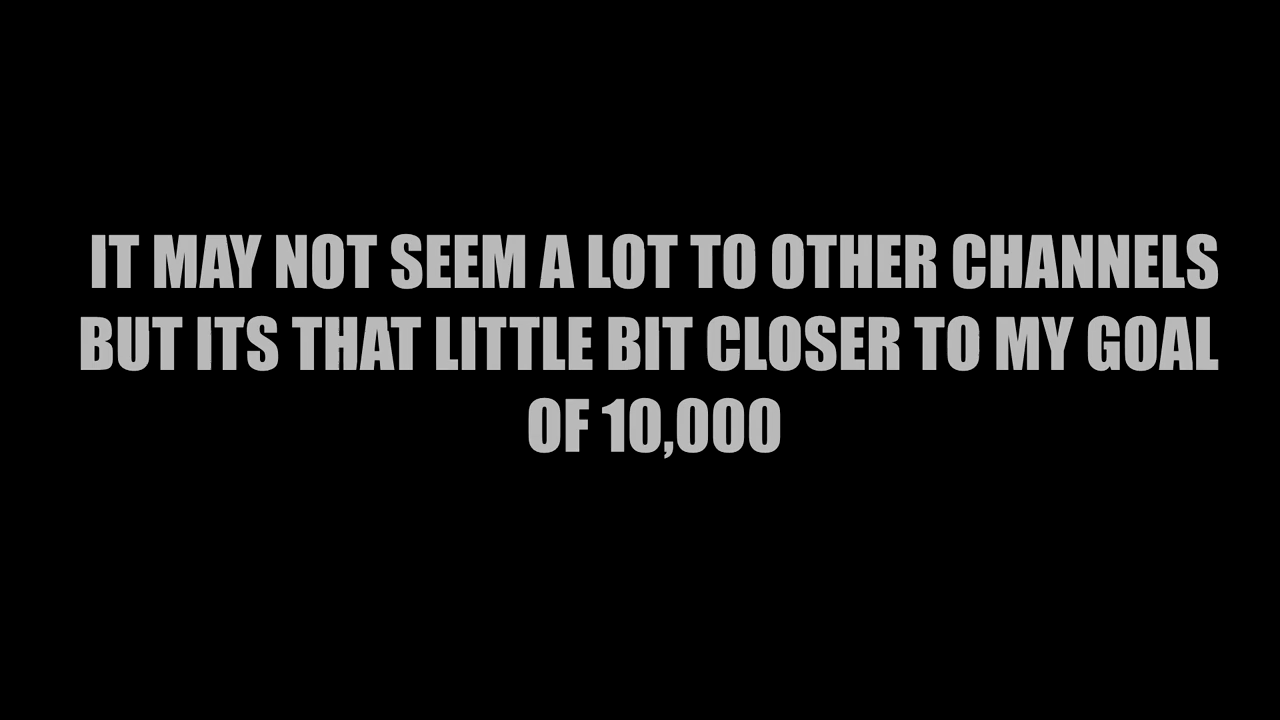 IT MAY NOT SEEM A LOT TO OTHER CHANNELS
BUT ITS THAT LITTLE BIT CLOSER TO MY GOAL
OF 10,000